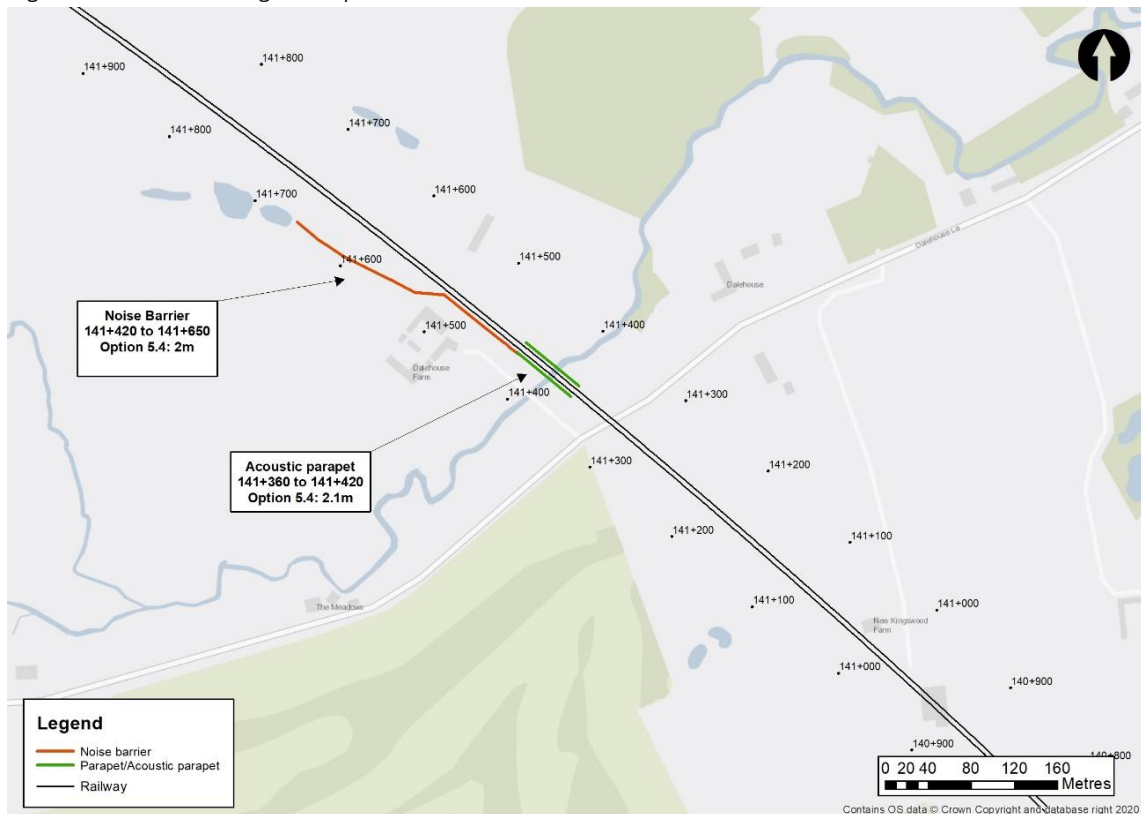 141+900
141+800
141+800
141+700
141+700
141+600
141+600
141+500
141+500
141+400
141+400
141+300
141+300
141+200
141+200
141+100
141+100
141+000
141+000
140+900
140+900
140+800
Noise Barrier
141+420 to 141+650
Option 5.4: 2m
Acoustic parapet
141+360 to 141+420
Option 5.4: 2.1m
Dalehouse La
Dalehouse
Dalehouse
Farm
The Meadows
New Kingswood
Farm
Legend
Noise barrier
Parapet/Acoustic parapet
Railway
0 20 40 80 120 160
Metres
Contains OS data © Crown Copyright and database right 2020